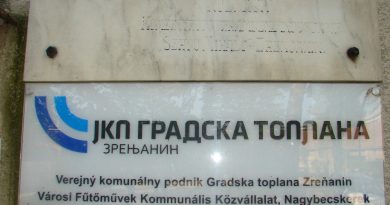 ЈКП ГРАДСКА ТОПЛАНА
ЗРЕЊАНИН
Verejný komunálny podnik Gradska toplana Zreňanin
Városi Fűtőművek Kommunális Közvállalat, Nagybecskerek